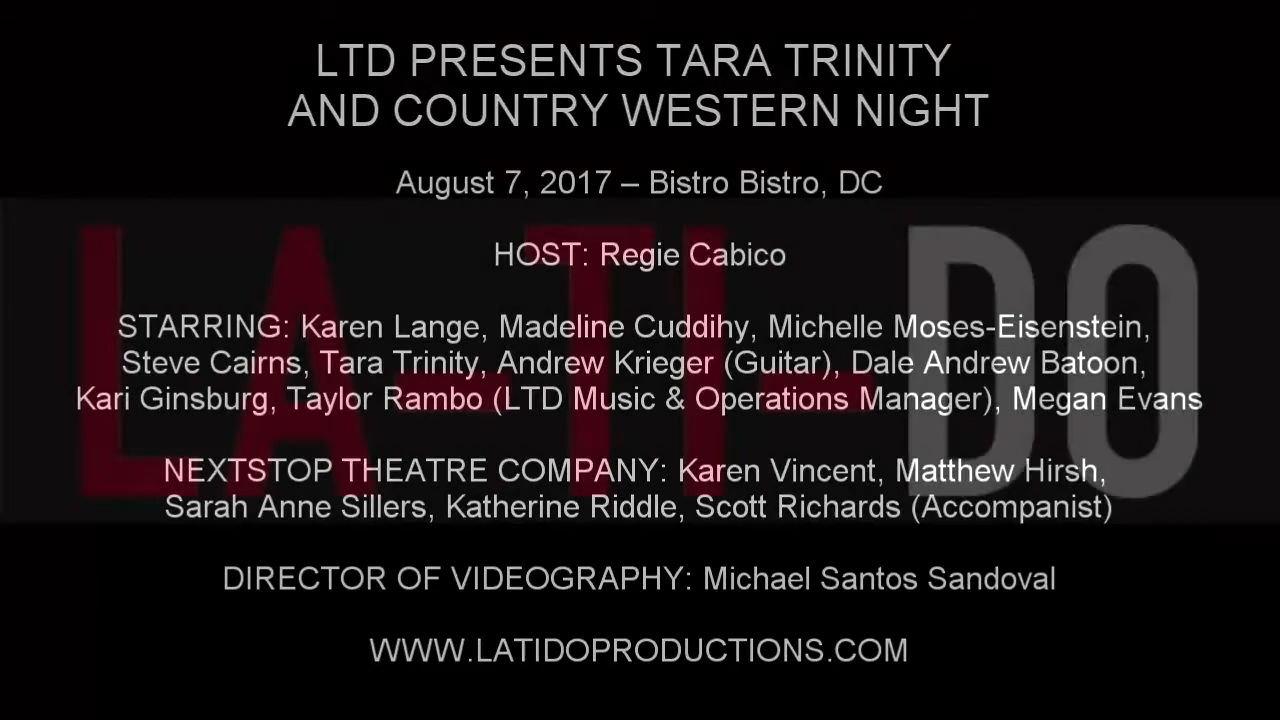 LTD PRESENTS TARA TRINITY
AND COUNTRY WESTERN NIGHT
August 7, 2017 – Bistro Bistro, DC
HOST: Regie Cabico
LA-TI-DO
STARRING: Karen Lange, Madeline Cuddihy, Michelle Moses-Eisenstein,
Steve Cairns, Tara Trinity, Andrew Krieger (Guitar), Dale Andrew Batoon,
Kari Ginsburg, Taylor Rambo (LTD Music & Operations Manager), Megan Evans
NEXTSTOP THEATRE COMPANY: Karen Vincent, Matthew Hirsh,
Sarah Anne Sillers, Katherine Riddle, Scott Richards (Accompanist)
DIRECTOR OF VIDEOGRAPHY: Michael Santos Sandoval
WWW.LATIDOPRODUCTIONS.COM